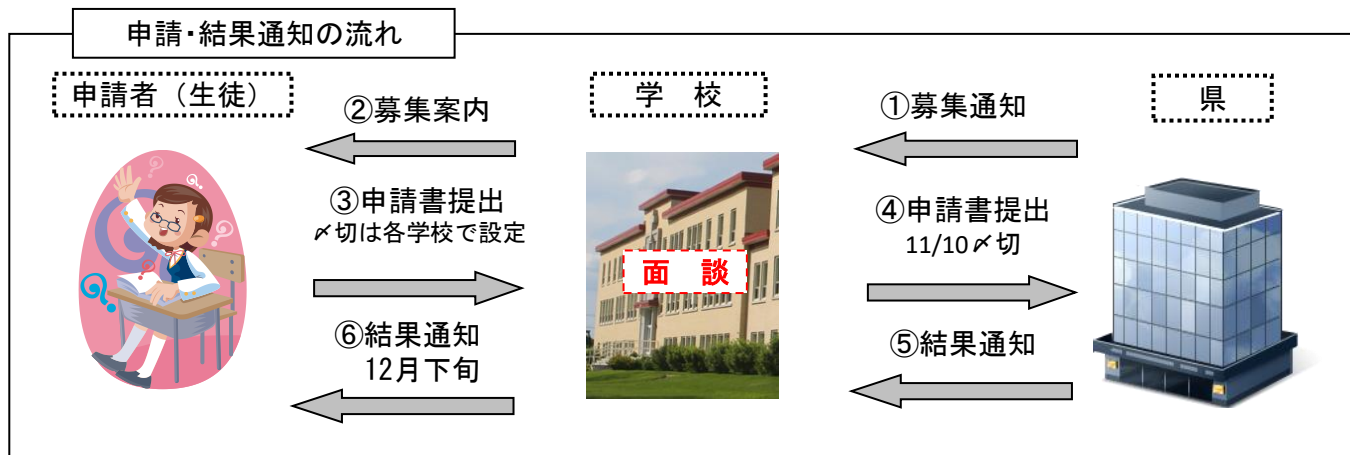 申請・結果通知の流れ
申請者（生徒）
学　校
県
②募集案内
①募集通知
③申請書提出
〆切は各学校で設定
④申請書提出
11/10〆切
面　談
⑥結果通知
12月下旬
⑤結果通知